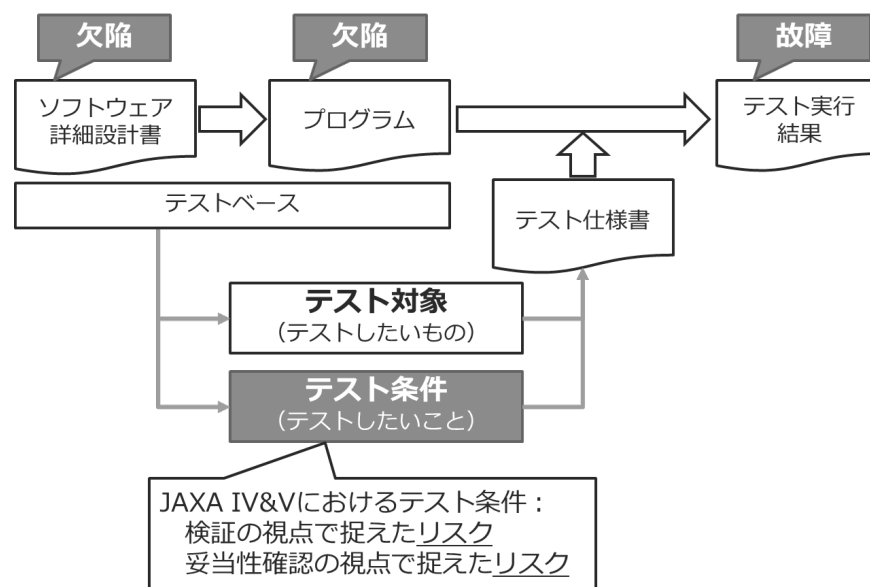 欠陥
欠陥
故障
ソフトウェア
詳細設計書
プログラム
テスト実行
結果
テストベース
テスト仕様書
テスト対象
（テストしたいもの）
テスト条件
（テストしたいこと）
JAXA IV&Vにおけるテスト条件：
検証の視点で捉えたリスク
妥当性確認の視点で捉えたリスク